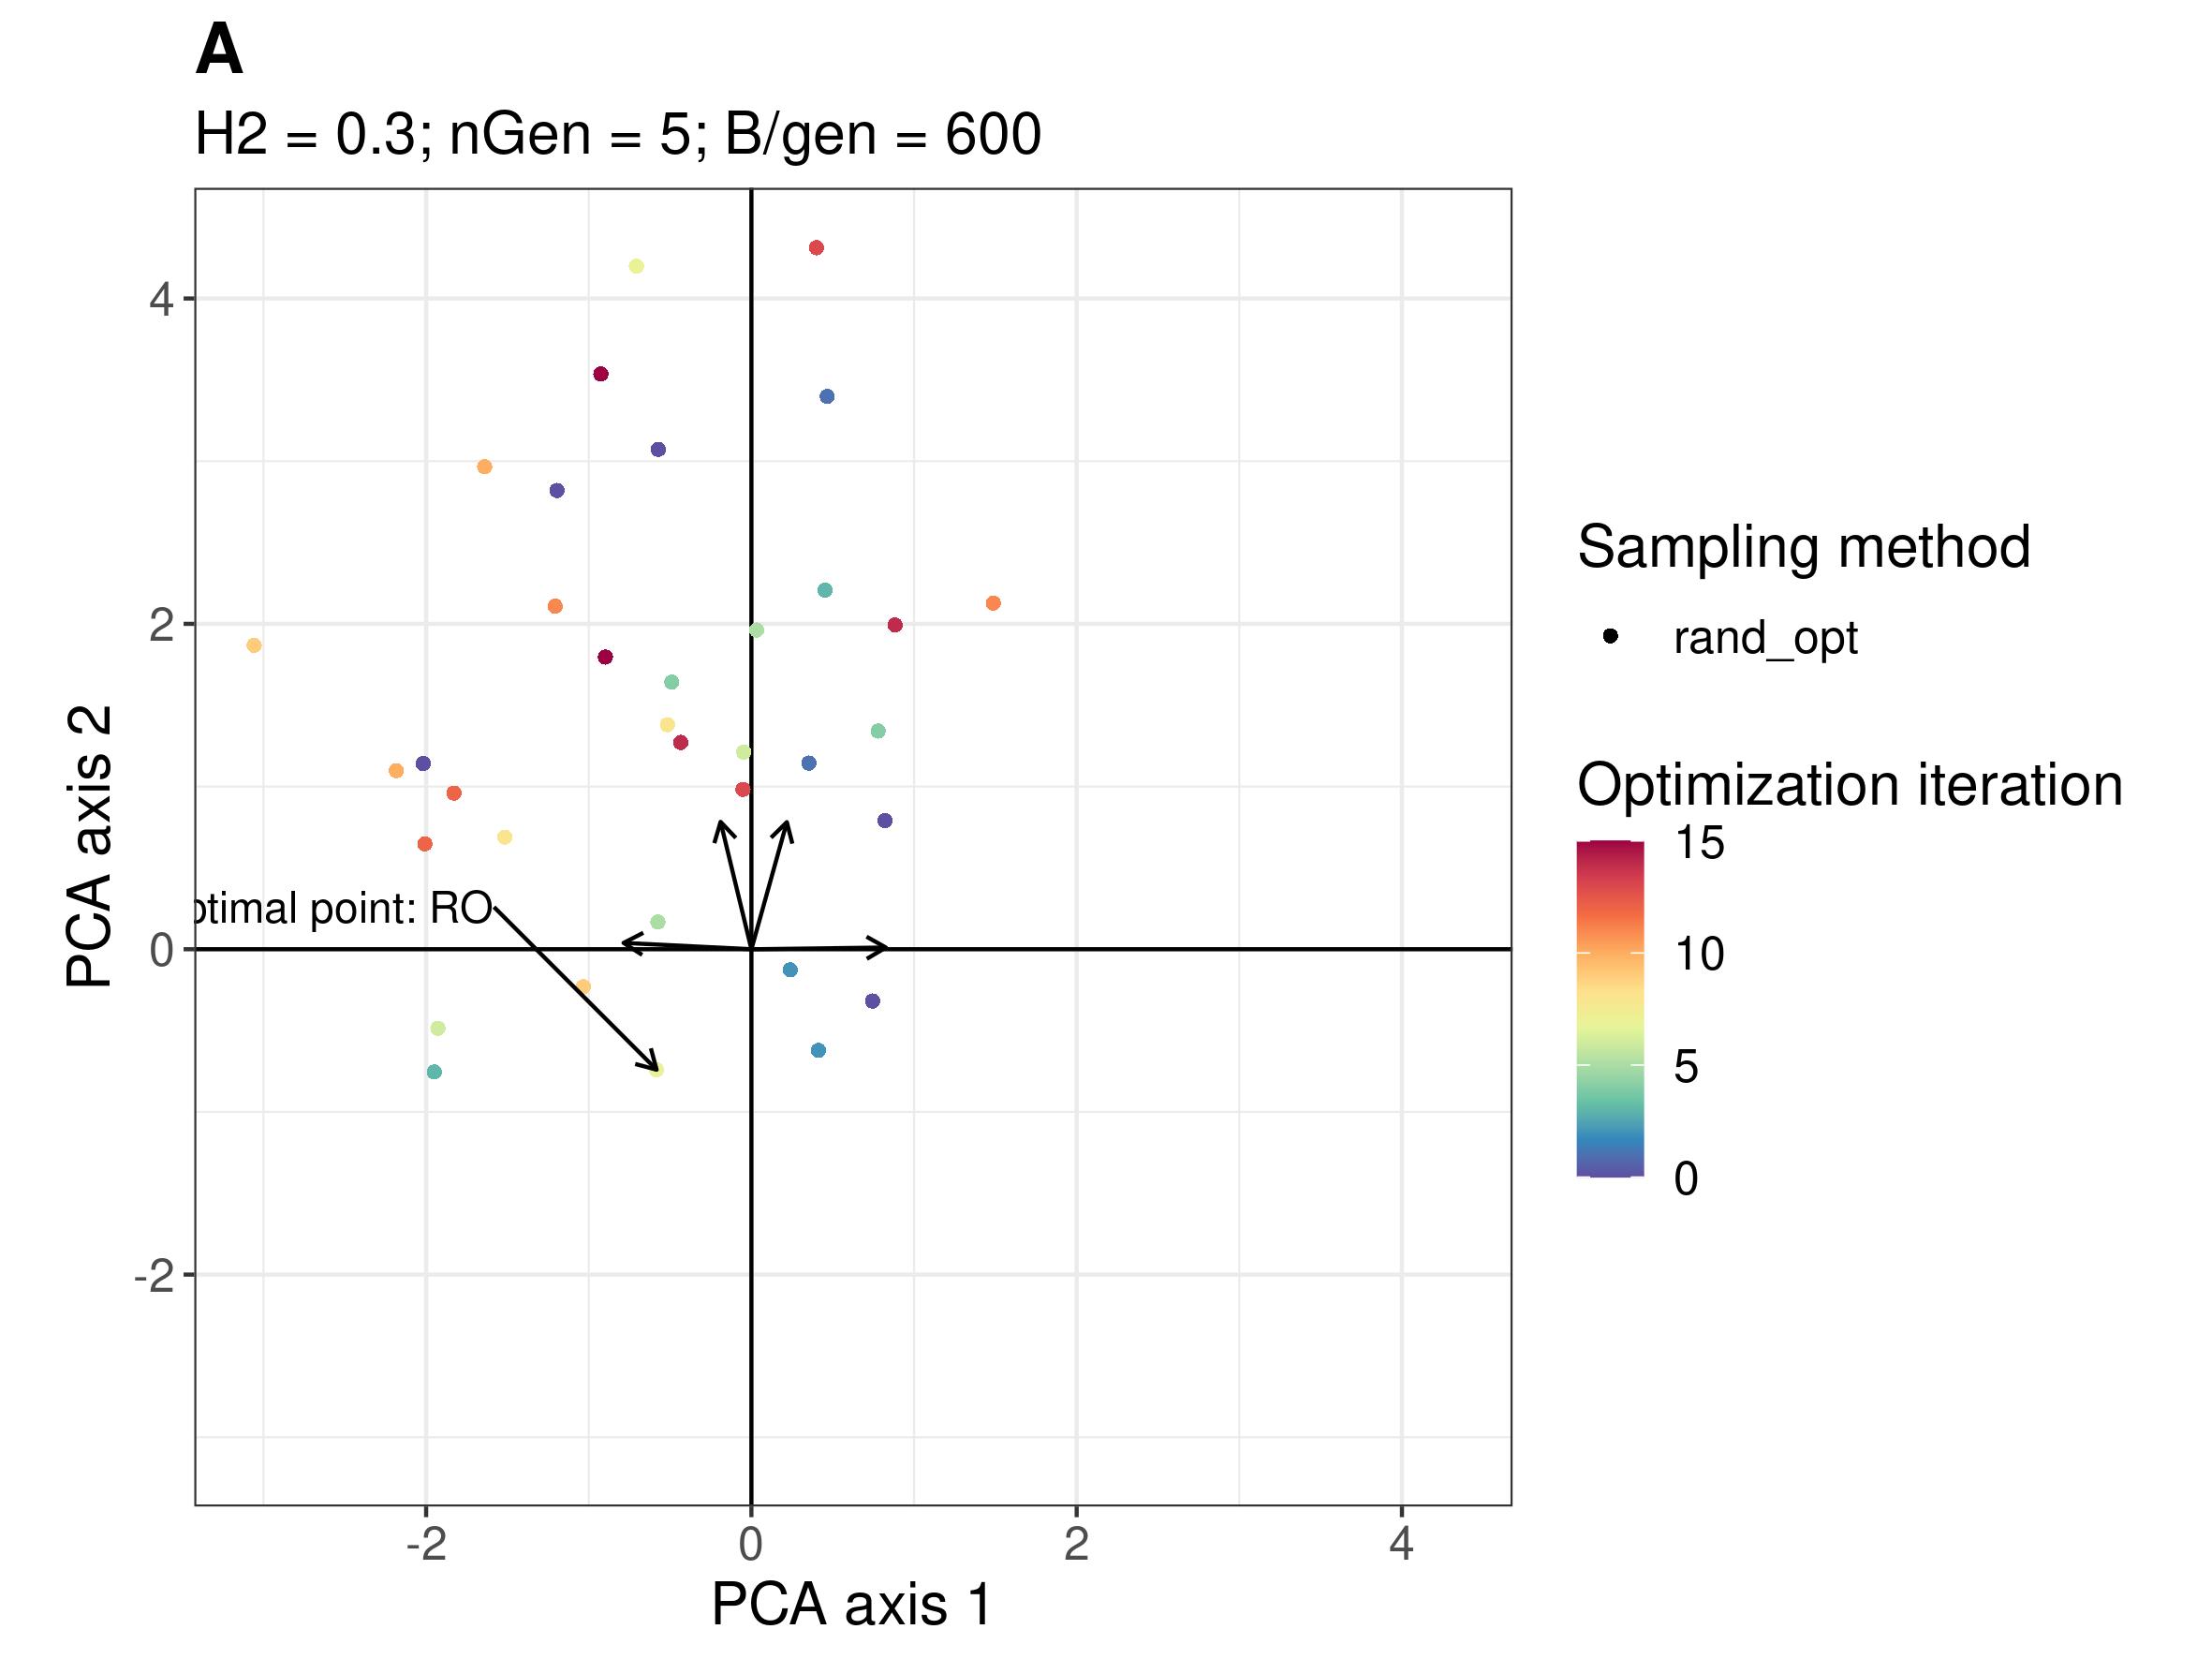 A
H2 = 0.3; nGen = 5; B/gen = 600
4
2
0
-2
PCA axis 2
ptimal point: RO
-2
0
2
4
PCA axis 1
Sampling method
rand_opt
Optimization iteration
15
10
5
0